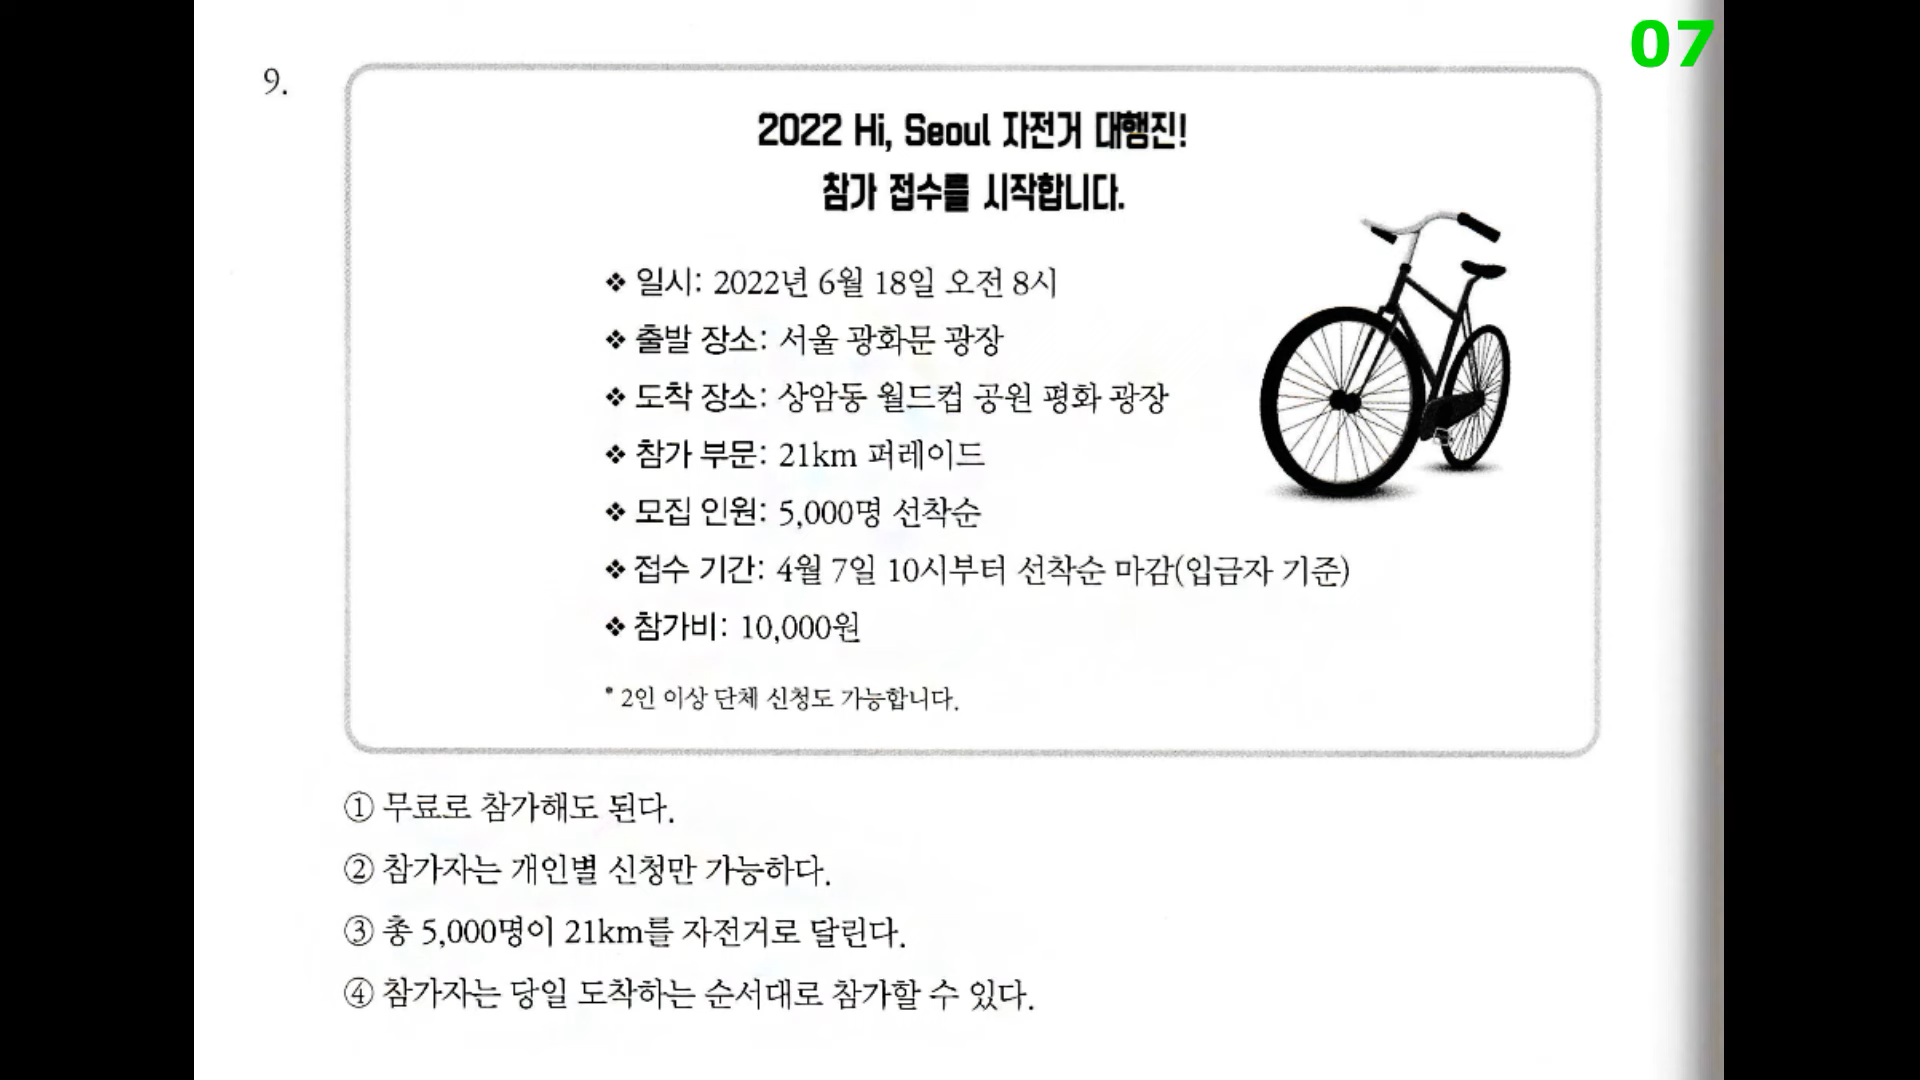 07
9.
2022 Hi, Seoul 자전거 대행진!
참가 접수를 시작합니다.
❖ 일시: 2022년 6월 18일 오전 8시
❖ 출발 장소: 서울 광화문 광장
❖ 도착 장소: 상암동 월드컵 공원 평화 광장
❖ 참가 부문: 21km 퍼레이드
❖ 모집 인원: 5,000명 선착순
❖ 접수 기간: 4월 7일 10시부터 선착순 마감(입금자 기준)
❖ 참가비: 10,000원
* 2인 이상 단체 신청도 가능합니다.
① 무료로 참가해도 된다.
② 참가자는 개인별 신청만 가능하다.
③ 총 5,000명이 21km를 자전거로 달린다.
④ 참가자는 당일 도착하는 순서대로 참가할 수 있다.